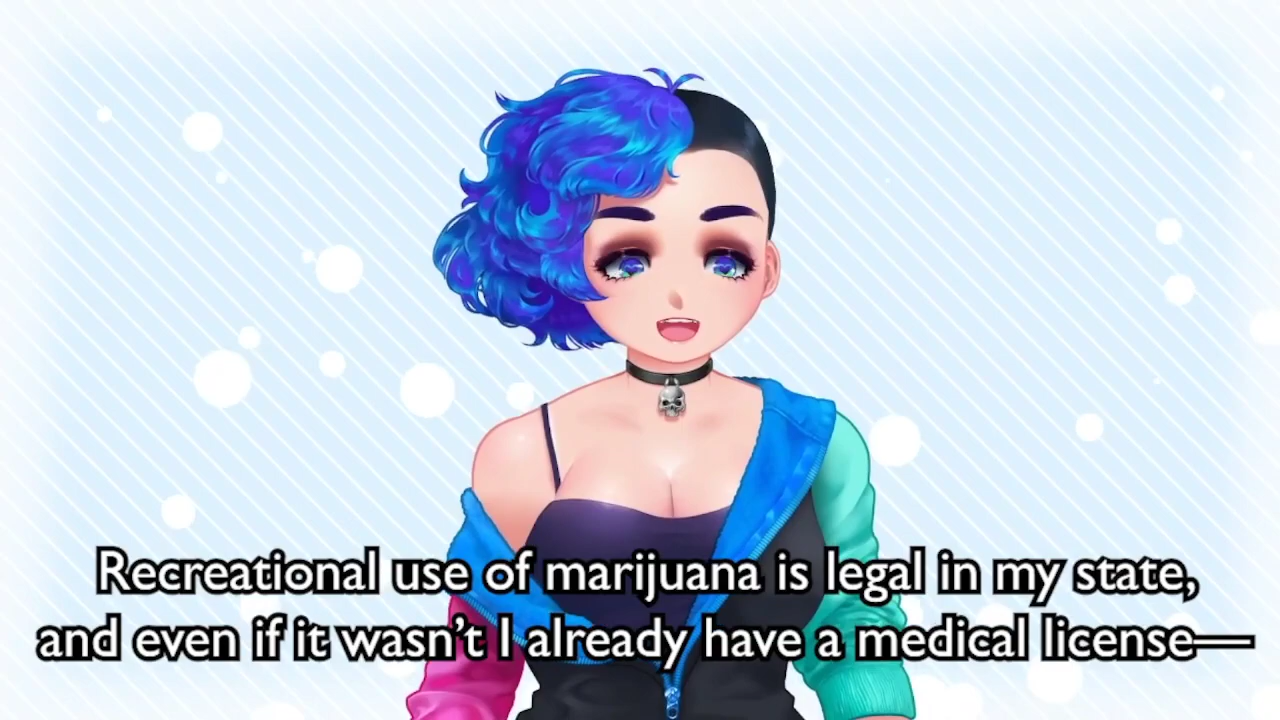 Recreational use of marijuana is legal in my state,
and even if it wasn’t I already have a medical license—